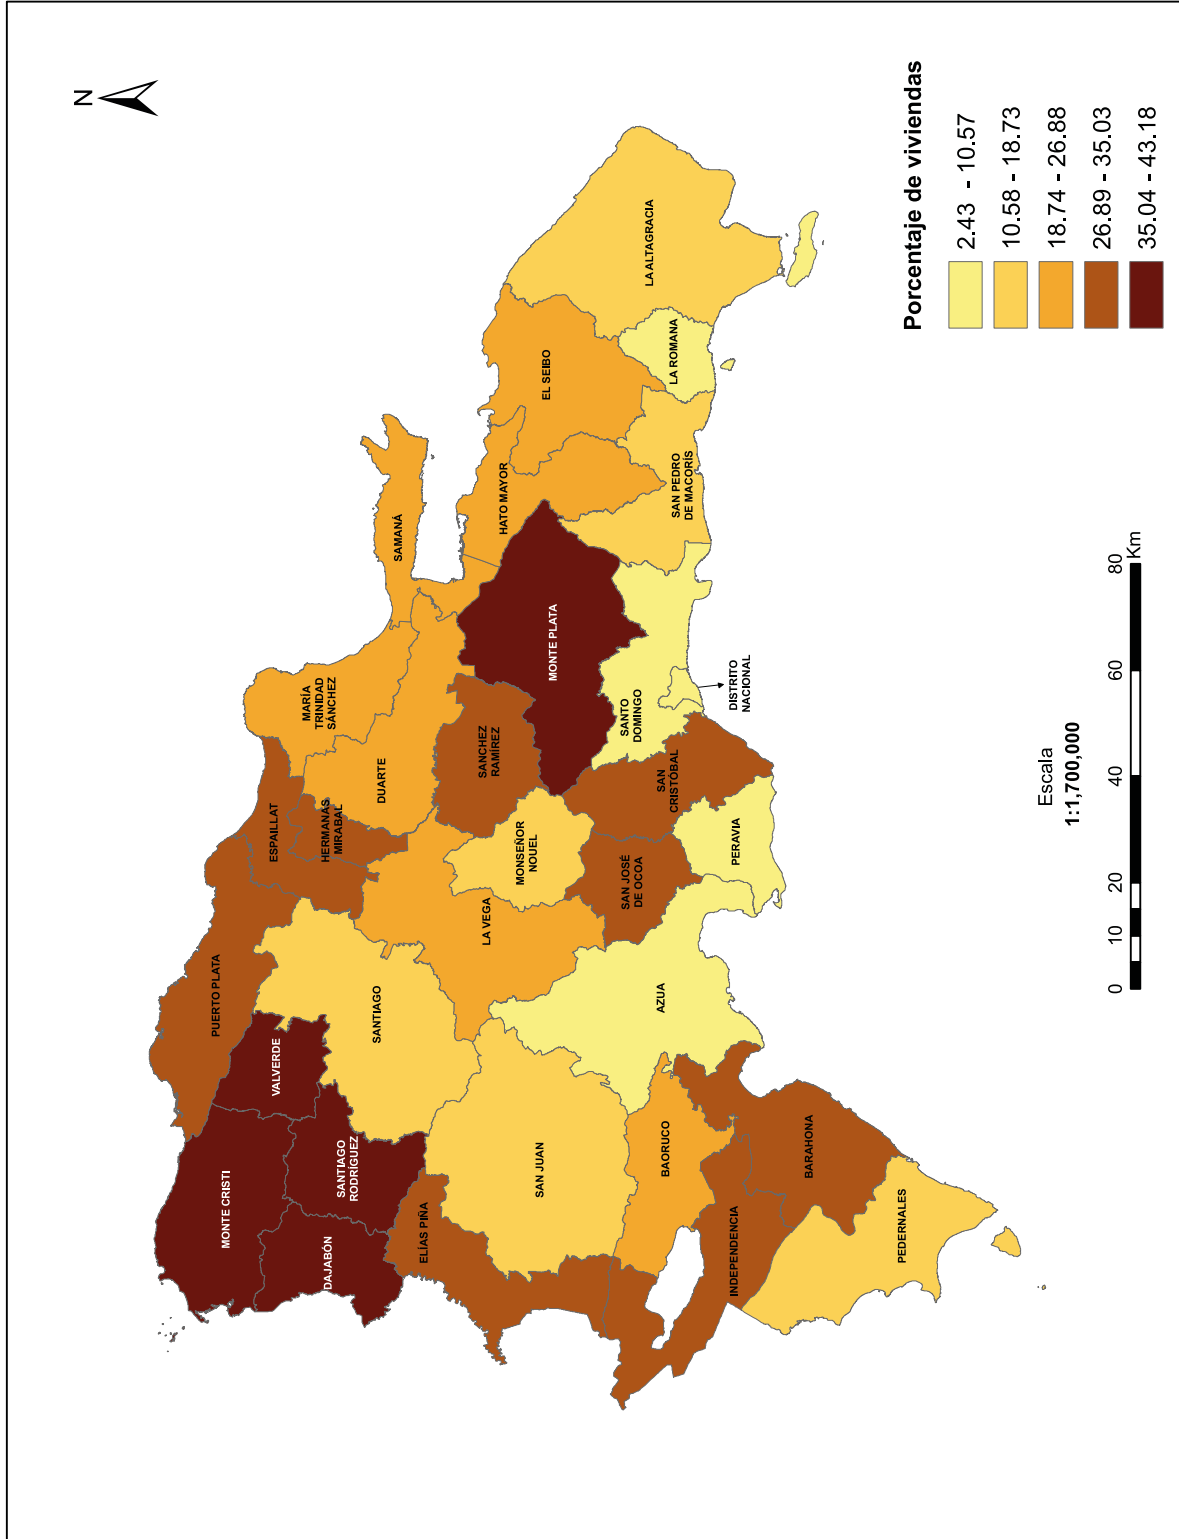 N
PUERTO PLATA
ESPAILLAT
HERMANAS
MIRABAL
MARÍA
TRINIDAD
SÁNCHEZ
SAMANÁ
MONTE CRISTI
VALVERDE
DAJABÓN
SANTIAGO
RODRÍGUEZ
SANTIAGO
DUARTE
ELÍAS PIÑA
SAN JUAN
LA VEGA
MONSEÑOR
NOUEL
SANCHEZ
RAMÍREZ
MONTE PLATA
HATO MAYOR
EL SEIBO
LA ALTAGRACIA
LA ROMANA
SAN PEDRO
DE MACORÍS
SANTO
DOMINGO
DISTRITO
NACIONAL
SAN
CRISTÓBAL
SAN JOSÉ
DE OCOA
PERAVIA
AZUA
BAORUCO
INDEPENDENCIA
BARAHONA
PEDERNALES
Porcentaje de viviendas
2.43 - 10.57
10.58 - 18.73
18.74 - 26.88
26.89 - 35.03
35.04 - 43.18
Escala
1:1,700,000
0 10 20 40 60 80
Km